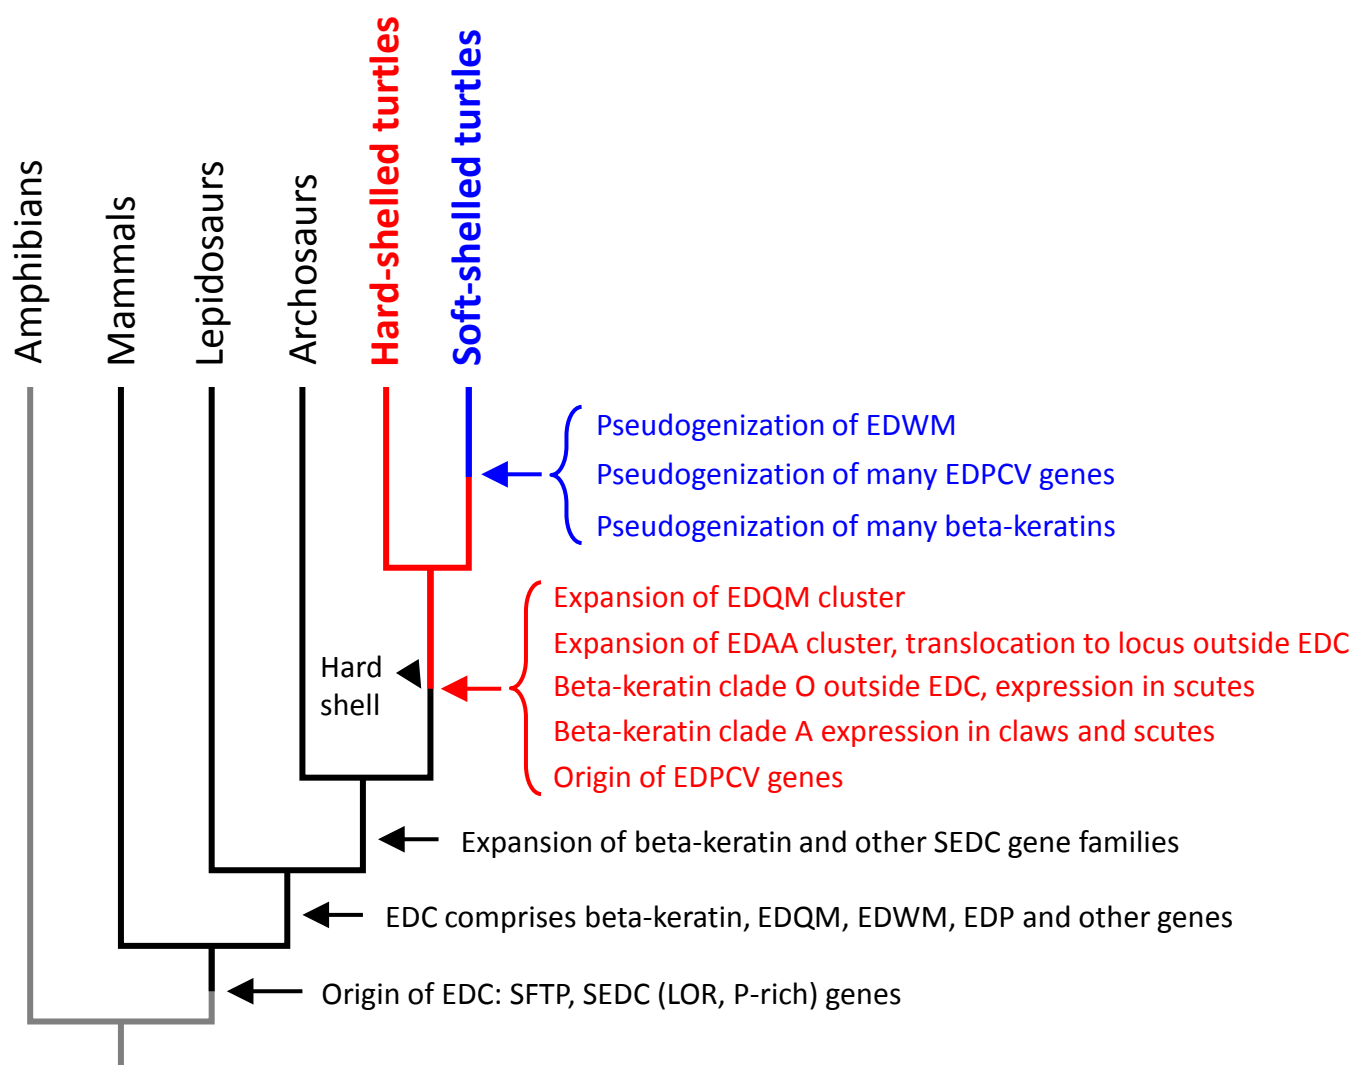 Amphibians
Mammals
Lepidosaurs
Archosaurs
Hard-shelled turtles
Soft-shelled turtles
Pseudogenization of EDWM
Pseudogenization of many EDPCV genes
Pseudogenization of many beta-keratins
Expansion of EDQM cluster
Expansion of EDAA cluster, translocation to locus outside EDC
Beta-keratin clade O outside EDC, expression in scutes
Beta-keratin clade A expression in claws and scutes
Origin of EDPCV genes
Hard
shell
Expansion of beta-keratin and other SEDC gene families
EDC comprises beta-keratin, EDQM, EDWM, EDP and other genes
Origin of EDC: SFTP, SEDC (LOR, P-rich) genes